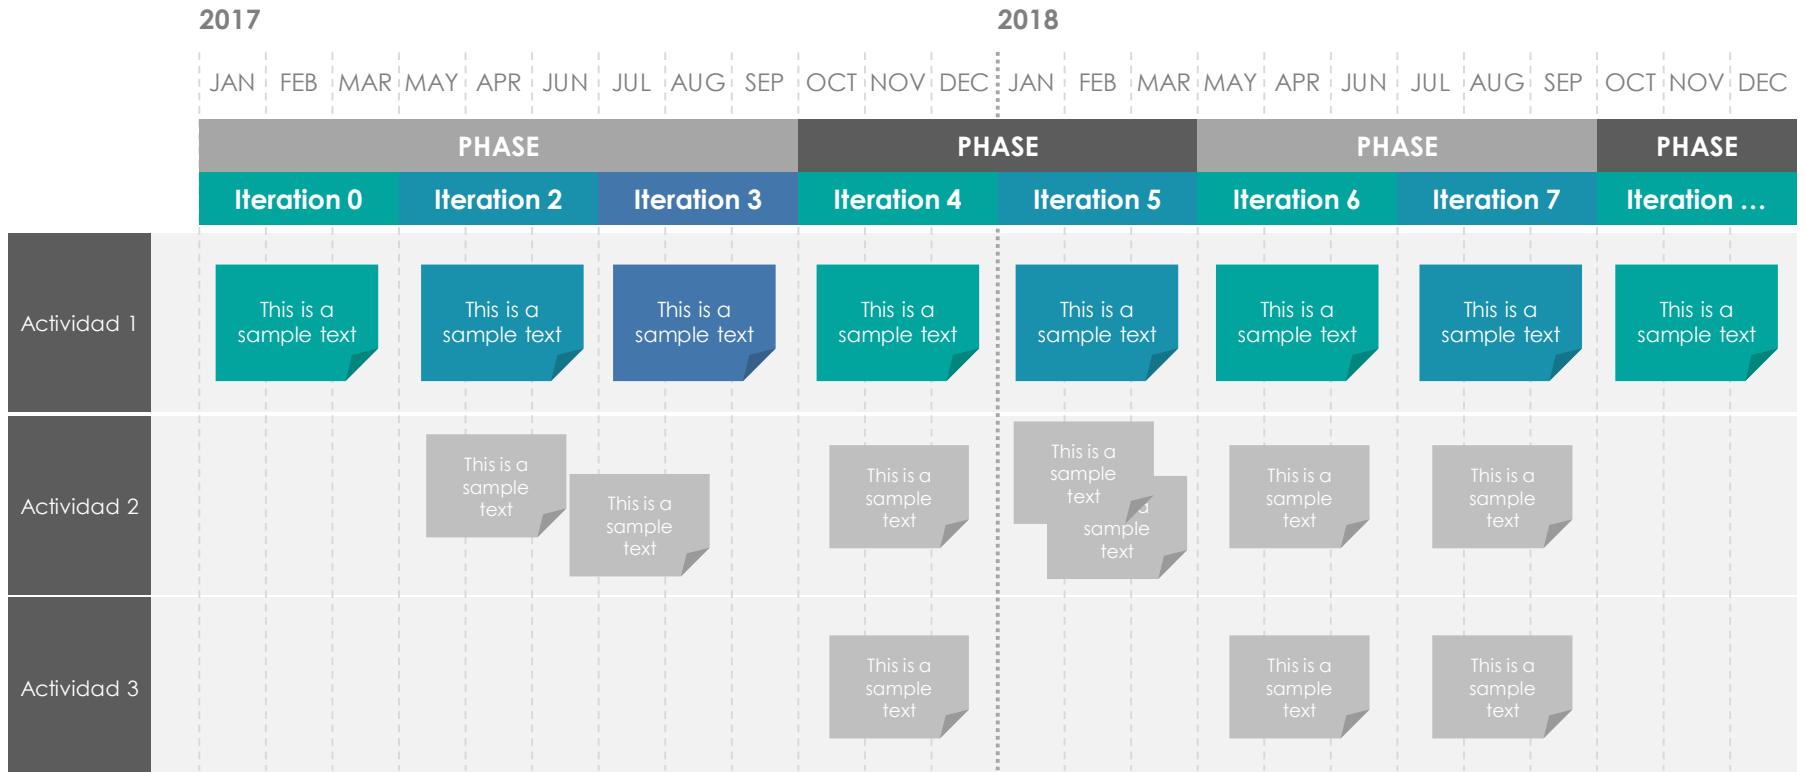 2017 2018
JAN FEB MAR MAY APR JUN JUL AUG SEP OCT NOV DEC JAN FEB MAR MAY APR JUN JUL AUG SEP OCT NOV DEC
PHASE PHASE PHASE PHASE
Iteration 0 Iteration 2 Iteration 3 Iteration 4 Iteration 5 Iteration 6 Iteration 7 Iteration ...
Actividad 1
This is a
sample text
This is a
sample text
This is a
sample text
This is a
sample text
This is a
sample text
This is a
sample text
This is a
sample text
This is a
sample text
Actividad 2
This is a
sample
text
This is a
sample
text
This is a
sample
text
This is a
sample
text
a
sample
text
This is a
sample
text
This is a
sample
text
Actividad 3
This is a
sample
text
This is a
sample
text
This is a
sample
text